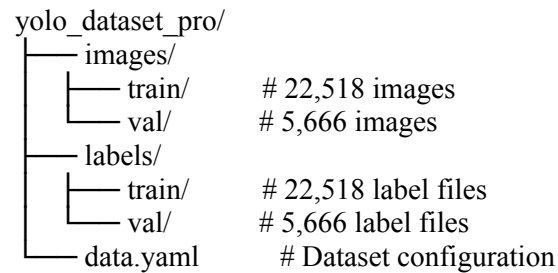 yolo_dataset_pro/
├── images/
│   ├── train/ # 22,518 images
│   └── val/ # 5,666 images
├── labels/
│   ├── train/ # 22,518 label files
│   └── val/ # 5,666 label files
└── data.yaml # Dataset configuration